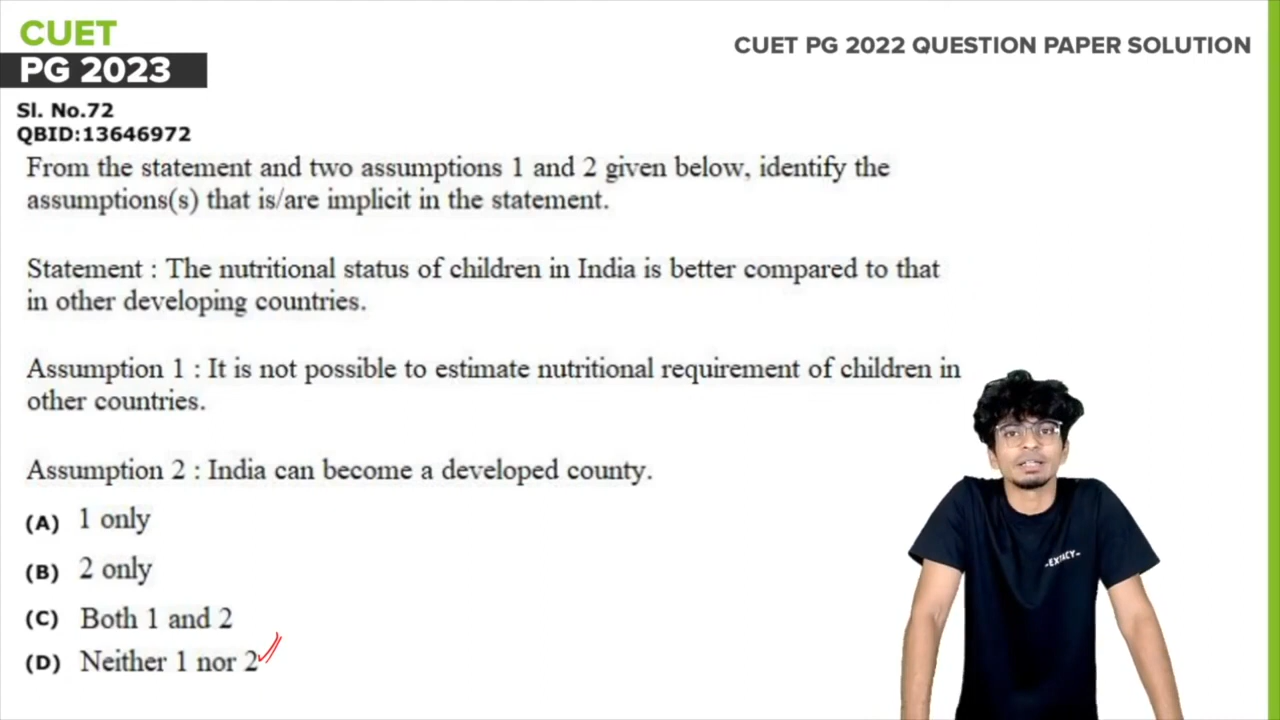 CUET
PG 2023
CUET PG 2022 QUESTION PAPER SOLUTION
Sl. No.72
QBID:13646972
From the statement and two assumptions 1 and 2 given below, identify the
assumptions(s) that is/are implicit in the statement.
Statement : The nutritional status of children in India is better compared to that
in other developing countries.
Assumption 1 : It is not possible to estimate nutritional requirement of children in
other countries.
Assumption 2 : India can become a developed county.
(A) 1 only
(B) 2 only
(C) Both 1 and 2
(D) Neither 1 nor 2
-EXTACY-